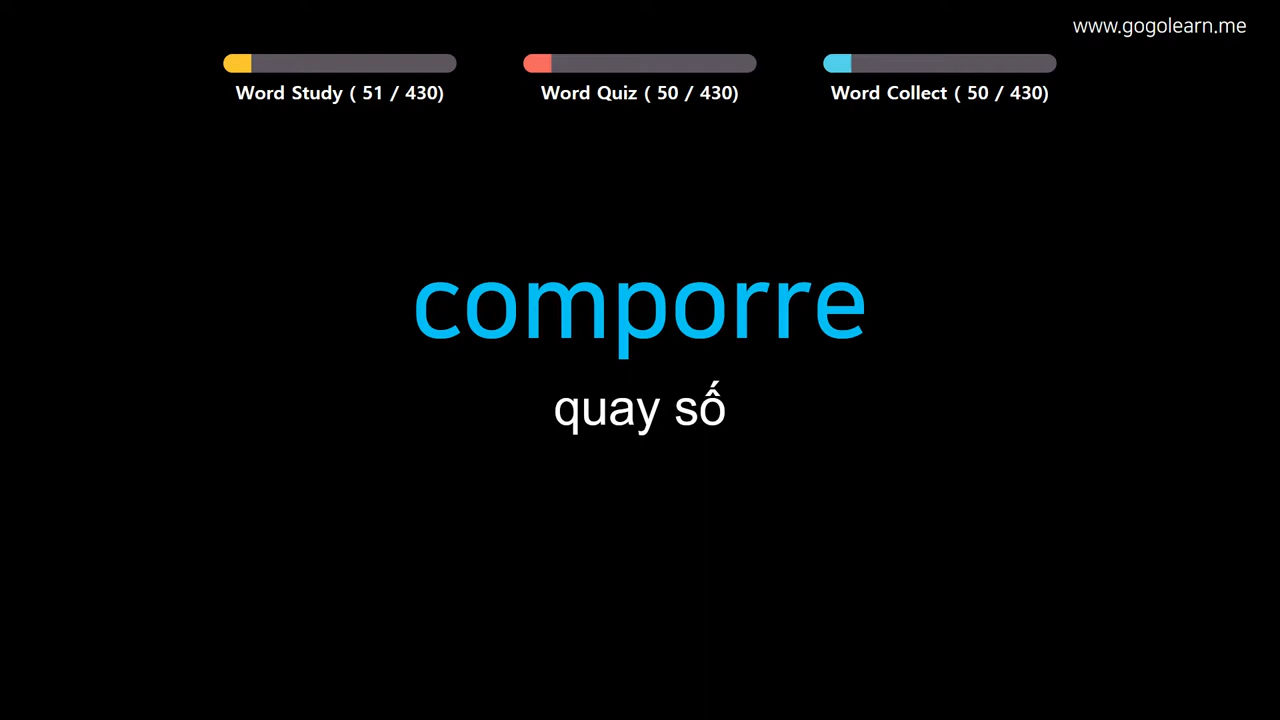 www.gogolearn.me
Word Study ( 51 / 430)
Word Quiz ( 50 / 430)
Word Collect ( 50 / 430)
comporre
quay số